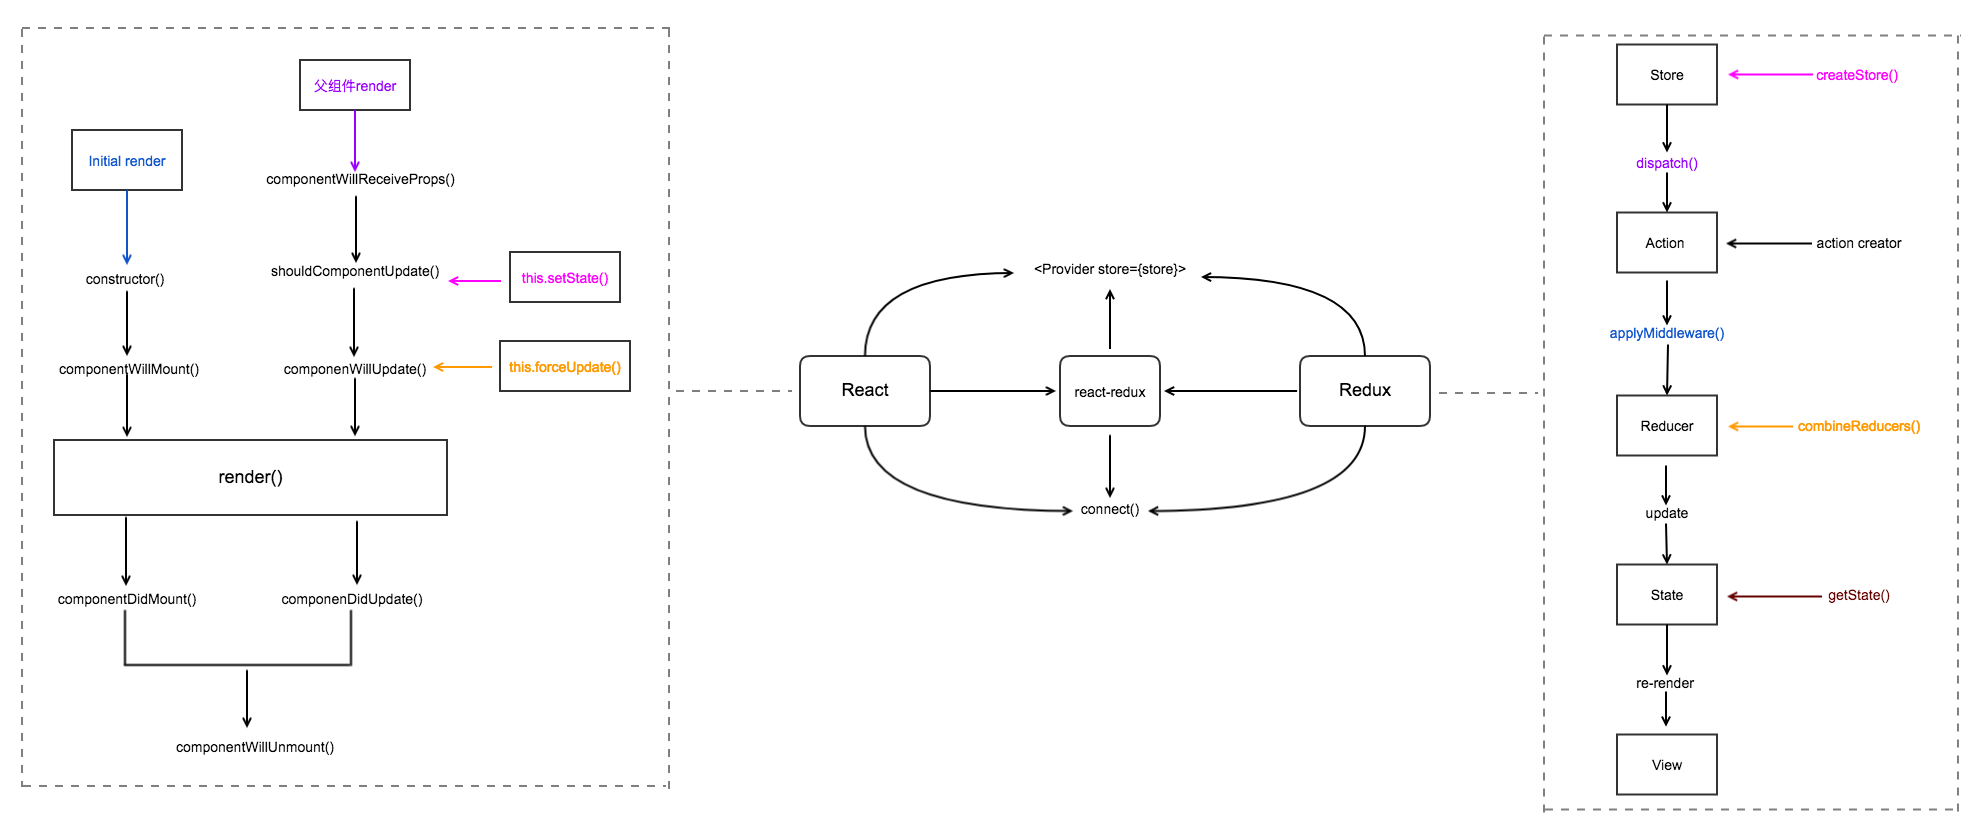 父组件render
Initial render
componentWillReceiveProps()
constructor()
shouldComponentUpdate()
this.setState()
componentWillMount()
componenWillUpdate()
this.forceUpdate()
render()
componentDidMount()
componenDidUpdate()
componentWillUnmount()
<Provider store={store}>
React
react-redux
Redux
connect()
Store
createStore()
dispatch()
Action
action creator
applyMiddleware()
Reducer
combineReducers()
update
State
getState()
re-render
View